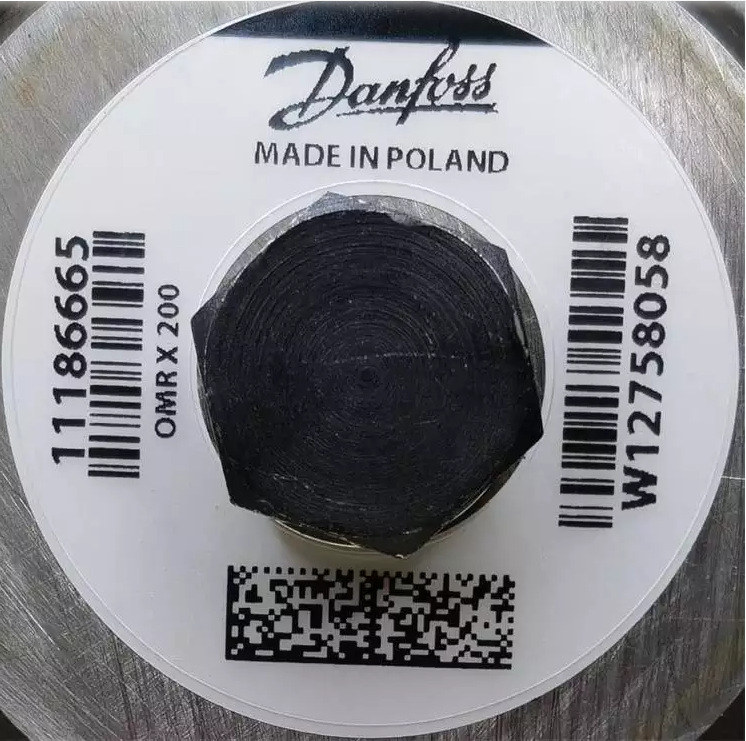 Danfoss
MADE IN POLAND
11186665
OMR X 200
W12758058